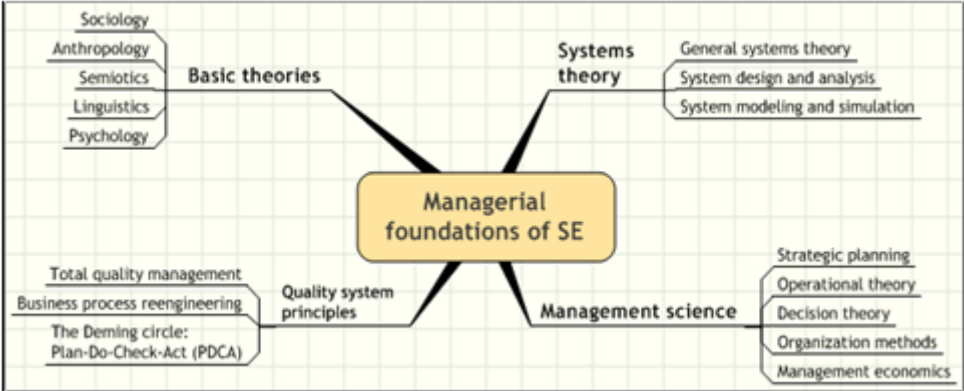 Sociology
Anthropology
Semiotics
Linguistics
Psychology
Basic theories
Systems
theory
General systems theory
System design and analysis
System modeling and simulation
Managerial
foundations of SE
Total quality management
Business process reengineering
The Deming circle:
Plan-Do-Check-Act (PDCA)
Quality system
principles
Management science
Strategic planning
Operational theory
Decision theory
Organization methods
Management economics